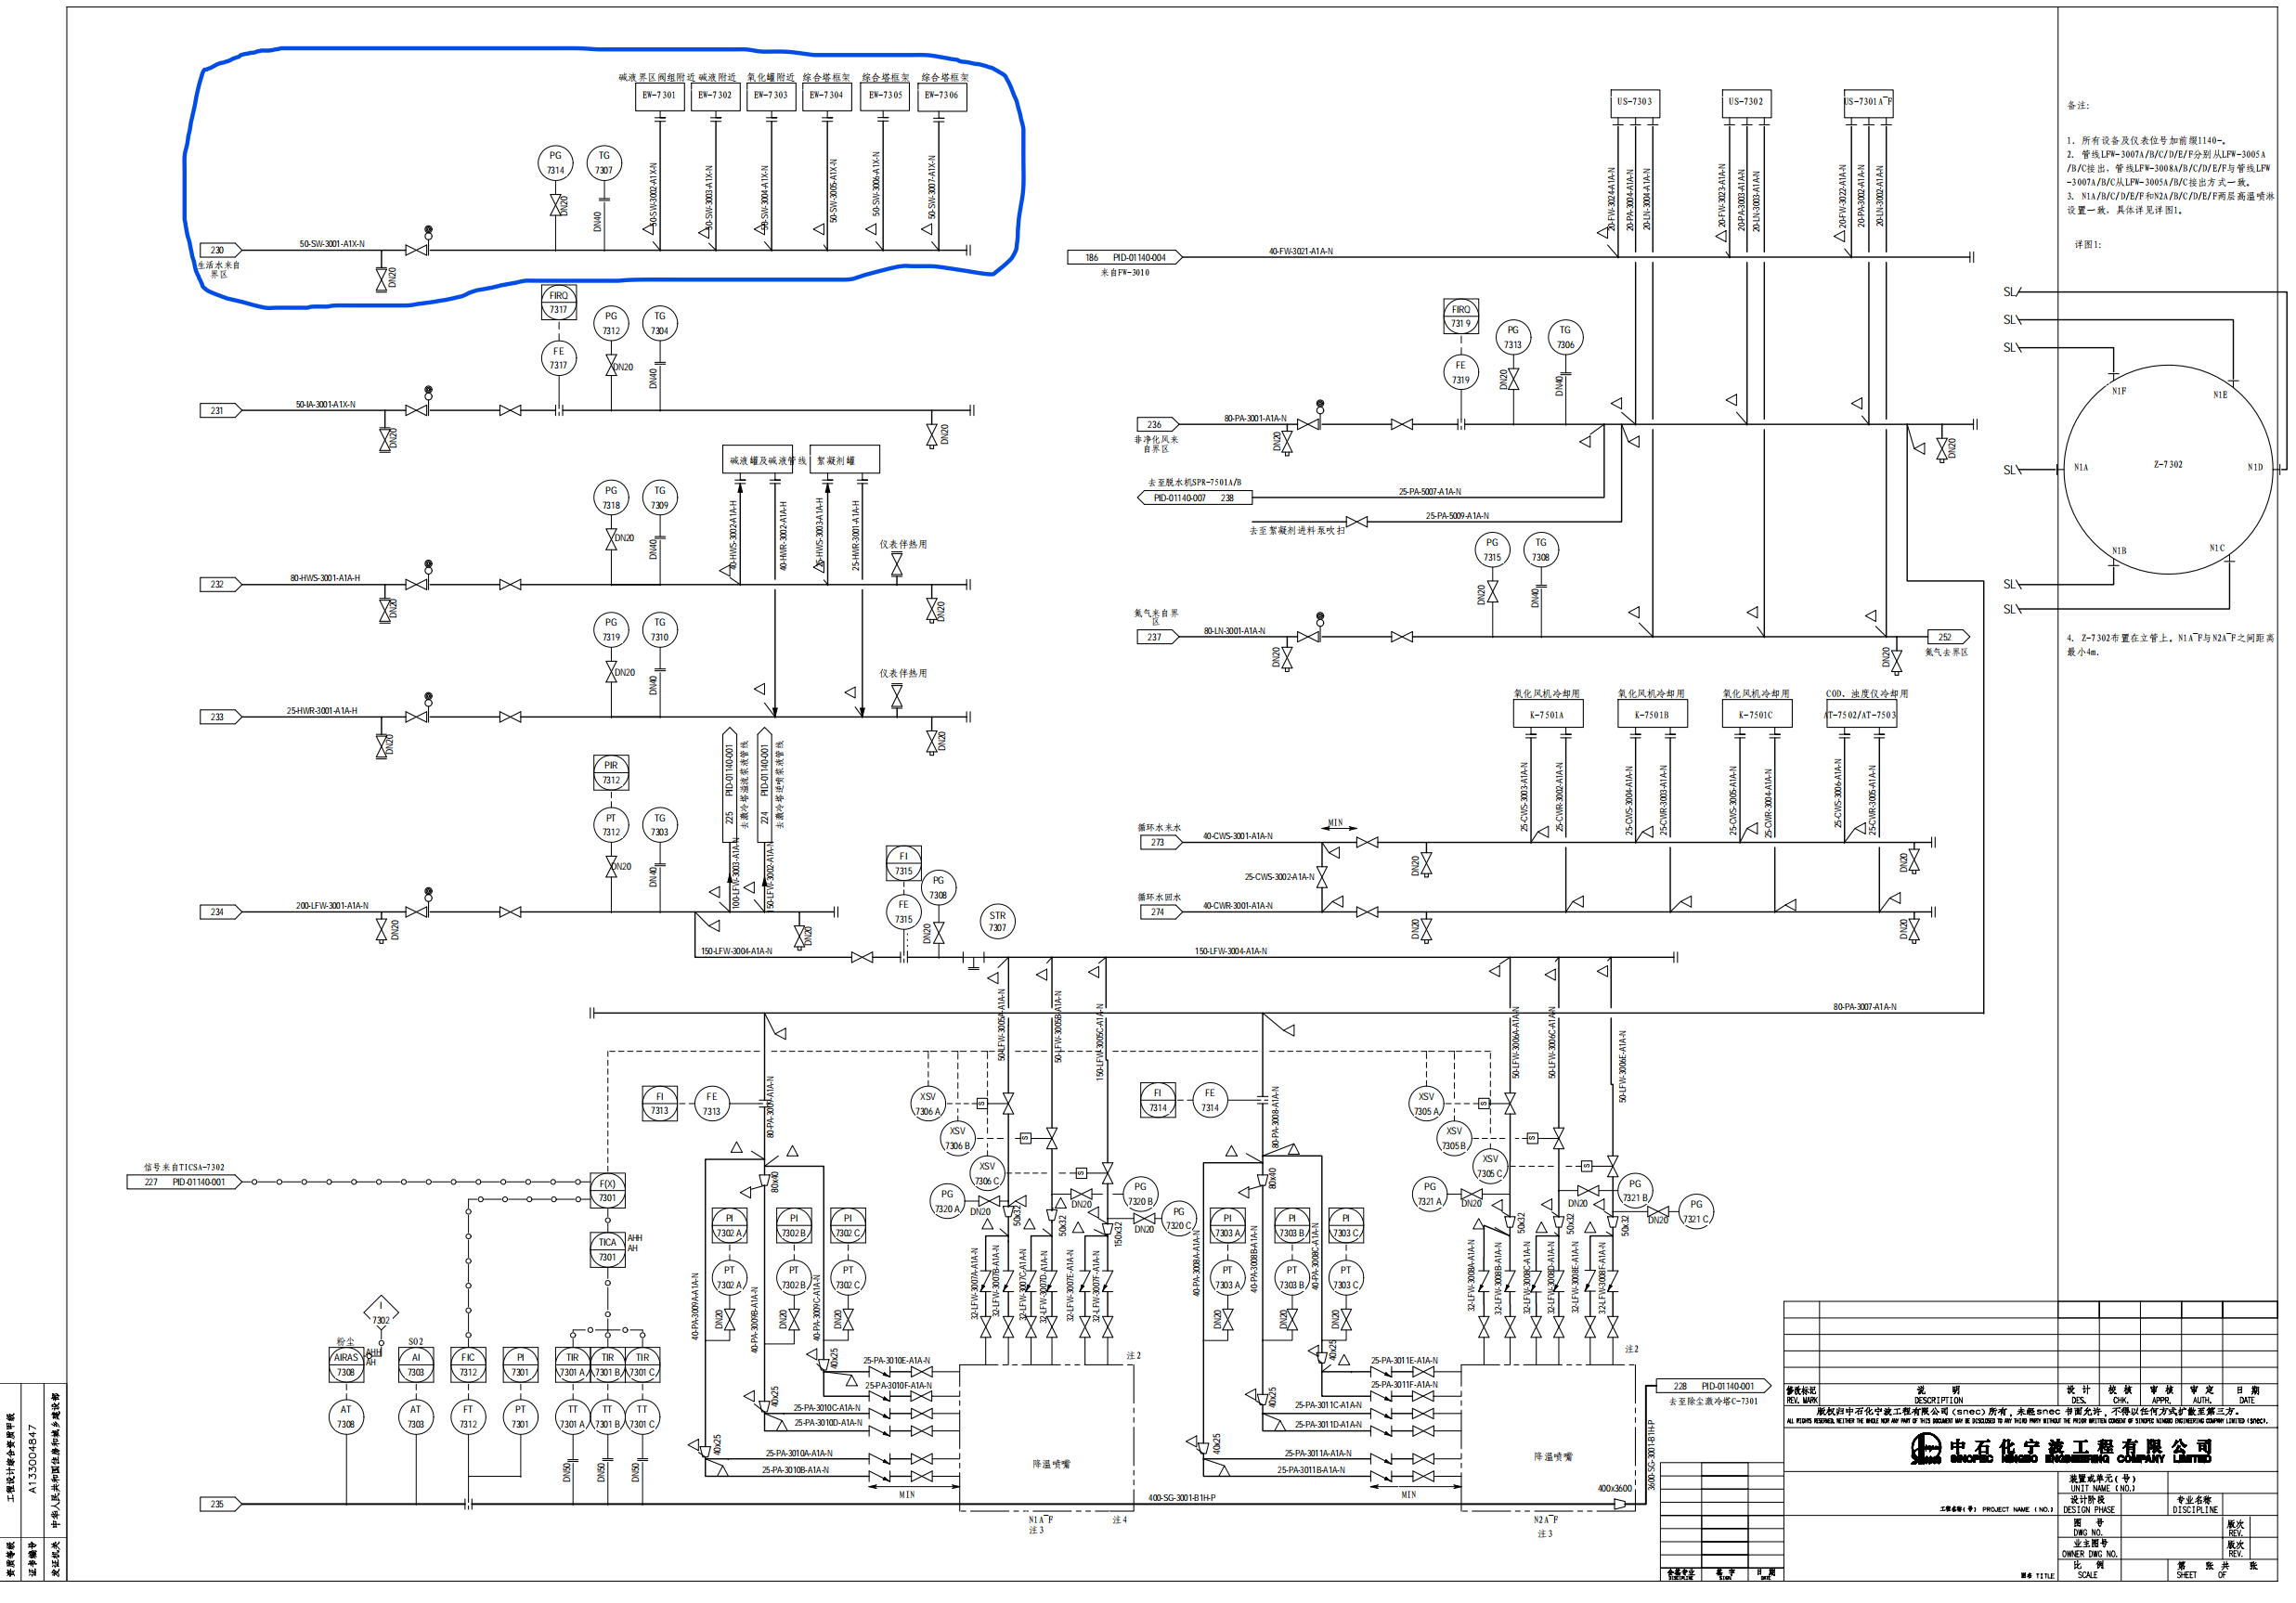 碱液界区阀组附近 碱液附近 氧化罐附近 综合塔框架 综合塔框架 综合塔框架
EW-7301 EW-7302 EW-7303 EW-7304 EW-7305 EW-7306
PG 7314
TG 7307
DN20
DN40
50-SW-3002-A1X-N
50-SW-3003-A1X-N
50-SW-3004-A1X-N
50-SW-3005-A1X-N
50-SW-3006-A1X-N
50-SW-3007-A1X-N
230
50-SW-3001-A1X-N
生活水来自
界区
DN20
FIRQ 7317
FE 7317
PG 7312
TG 7304
DN20
DN40
231
50-IA-3001-A1X-N
DN20
DN20
碱液罐及碱液管线
絮凝剂罐
PG 7318
TG 7309
DN20
DN40
40-HWS-3002-A1A-H
40-HWR-3002-A1A-H
25-HWS-3003-A1A-H
25-HWR-3001-A1A-H
仪表伴热用
232
80-HWS-3001-A1A-H
DN20
DN20
PG 7319
TG 7310
DN20
DN40
仪表伴热用
233
25-HWR-3001-A1A-H
DN20
DN20
PIR 7312
PT 7312
TG 7303
DN20
DN40
225 PID-01140-001
去激冷塔溢流浆液管线
224 PID-01140-001
去激冷塔逆喷浆液管线
100-LFW-3003-A1A-N
150-LFW-3002-A1A-N
234
200-LFW-3001-A1A-N
DN20
DN20
FI 7315
FE 7315
PG 7308
DN20
STR 7307
150-LFW-3004-A1A-N
150-LFW-3004-A1A-N
US-7303 US-7302 US-7301A~F
20-FW-3024-A1A-N
20-PA-3004-A1A-N
20-LN-3004-A1A-N
20-FW-3023-A1A-N
20-PA-3003-A1A-N
20-LN-3003-A1A-N
20-FW-3022-A1A-N
20-PA-3002-A1A-N
20-LN-3002-A1A-N
186 PID-01140-004
来自FW-3010
40-FW-3021-A1A-N
FIRQ 7319
FE 7319
PG 7313
TG 7306
DN20
DN40
236
80-PA-3001-A1A-N
非净化风来
自界区
DN20
DN20
去至脱水机SPR-7501A/B
PID-01140-007 238
25-PA-5007-A1A-N
25-PA-5009-A1A-N
去至絮凝剂进料泵吹扫
PG 7315
TG 7308
DN20
DN40
氮气来自界
区
237
80-LN-3001-A1A-N
DN20
DN20
252
氮气去界区
氧化风机冷却用 氧化风机冷却用 氧化风机冷却用 COD、浊度仪冷却用
K-7501A K-7501B K-7501C AT-7502/AT-7503
25-CWS-3003-A1A-N
25-CWR-3002-A1A-N
25-CWS-3004-A1A-N
25-CWR-3003-A1A-N
25-CWS-3005-A1A-N
25-CWR-3004-A1A-N
25-CWS-3006-A1A-N
25-CWR-3005-A1A-N
循环水来水
273
40-CWS-3001-A1A-N
MIN
DN20
DN20
25-CWS-3002-A1A-N
循环水回水
274
40-CWR-3001-A1A-N
DN20
DN20
80-PA-3007-A1A-N
50-LFW-3005A-A1A-N
50-LFW-3005B-A1A-N
150-LFW-3005C-A1A-N
50-LFW-3006A-A1A-N
50-LFW-3006C-A1A-N
50-LFW-3006E-A1A-N
FI 7313
FE 7313
80-PA-3009-A1A-N
XSV 7306 A
XSV 7306 B
XSV 7306 C
S
S
S
FI 7314
FE 7314
80-PA-3008-A1A-N
XSV 7305 A
XSV 7305 B
XSV 7305 C
S
S
S
信号来自TICSA-7302
227 PID-01140-001
F(X) 7301
TICA 7301
AHH
AH
80x40
PI 7302 A
PI 7302 B
PI 7302 C
PT 7302 A
PT 7302 B
PT 7302 C
DN20
DN20
DN20
40-PA-3009A-A1A-N
40-PA-3009B-A1A-N
40-PA-3009C-A1A-N
PG 7320 A
PG 7320 B
PG 7320 C
DN20
DN20
DN20
50x32
50x32
150x32
32-LFW-3007A-A1A-N
32-LFW-3007B-A1A-N
32-LFW-3007C-A1A-N
32-LFW-3007D-A1A-N
32-LFW-3007E-A1A-N
32-LFW-3007F-A1A-N
80x40
PI 7303 A
PI 7303 B
PI 7303 C
PT 7303 A
PT 7303 B
PT 7303 C
DN20
DN20
DN20
40-PA-3008A-A1A-N
40-PA-3008B-A1A-N
40-PA-3008C-A1A-N
PG 7321 A
PG 7321 B
PG 7321 C
DN20
DN20
DN20
50x32
50x32
50x32
32-LFW-3008A-A1A-N
32-LFW-3008B-A1A-N
32-LFW-3008C-A1A-N
32-LFW-3008D-A1A-N
32-LFW-3008E-A1A-N
32-LFW-3008F-A1A-N
I 7302
粉尘
SO2
AHH
AH
AIRAS 7308
AI 7303
FIC 7312
PI 7301
TIR 7301 A
TIR 7301 B
TIR 7301 C
AT 7308
AT 7303
FT 7312
PT 7301
TT 7301 A
TT 7301 B
TT 7301 C
DN50
DN50
DN50
235
40x25
40x25
40x25
25-PA-3010E-A1A-N
25-PA-3010F-A1A-N
25-PA-3010C-A1A-N
25-PA-3010D-A1A-N
25-PA-3010A-A1A-N
25-PA-3010B-A1A-N
MIN
注2
降温喷嘴
N1A~F
注3
注4
400-SG-3001-B1H-P
40x25
40x25
40x25
25-PA-3011E-A1A-N
25-PA-3011F-A1A-N
25-PA-3011C-A1A-N
25-PA-3011D-A1A-N
25-PA-3011A-A1A-N
25-PA-3011B-A1A-N
MIN
注2
降温喷嘴
N2A~F
注3
400x3600
3600-SG-3001-B1H-P
228 PID-01140-001
去至除尘激冷塔C-7301
备注:
1. 所有设备及仪表位号加前缀1140-。
2. 管线LFW-3007A/B/C/D/E/F分别从LFW-3005A
/B/C接出，管线LFW-3008A/B/C/D/E/F与管线LFW
-3007A/B/C从LFW-3005A/B/C接出方式一致。
3. N1A/B/C/D/E/F和N2A/B/C/D/E/F两层高温喷淋
设置一致，具体详见详图1。
详图1:
SL
SL
SL
SL
SL
SL
N1F
N1E
N1A
Z-7302
N1D
N1B
N1C
4. Z-7302布置在立管上。N1A~F与N2A~F之间距离
最小4m.
修改标记 REV. MARK
说 明 DESCRIPTION
设 计 DES.
校 核 CHK.
审 核 APPR.
审 定 AUTH.
日 期 DATE
版权归中石化宁波工程有限公司(snec)所有，未经snec 书面允许，不得以任何方式扩散至第三方。
ALL RIGHTS RESERVED, NEITHER THE WHOLE NOR ANY PART OF THIS DOCUMENT MAY BE DISCLOSED TO ANY THIRD PARTY WITHOUT THE PRIOR WRITTEN CONSENT OF SINOPEC NINGBO ENGINEERING COMPANY LIMITED (snec).
中石化宁波工程有限公司
SINOPEC NINGBO ENGINEERING COMPANY LIMITED
装置或单元(号)
UNIT NAME (NO.)
工程名称(号) PROJECT NAME (NO.)
设计阶段
DESIGN PHASE
专业名称
DISCIPLINE
图 号
DWG NO.
版次
REV.
业主图号
OWNER DWG NO.
版次
REV.
比 例
SCALE
第 张 共 张
SHEET OF
图名 TITLE
会签专业 DISCIPLINE
签 字 SIGN
日 期 DATE
资质等级 工程设计综合资质甲级
证书编号 A133004847
发证机关 中华人民共和国住房和城乡建设部